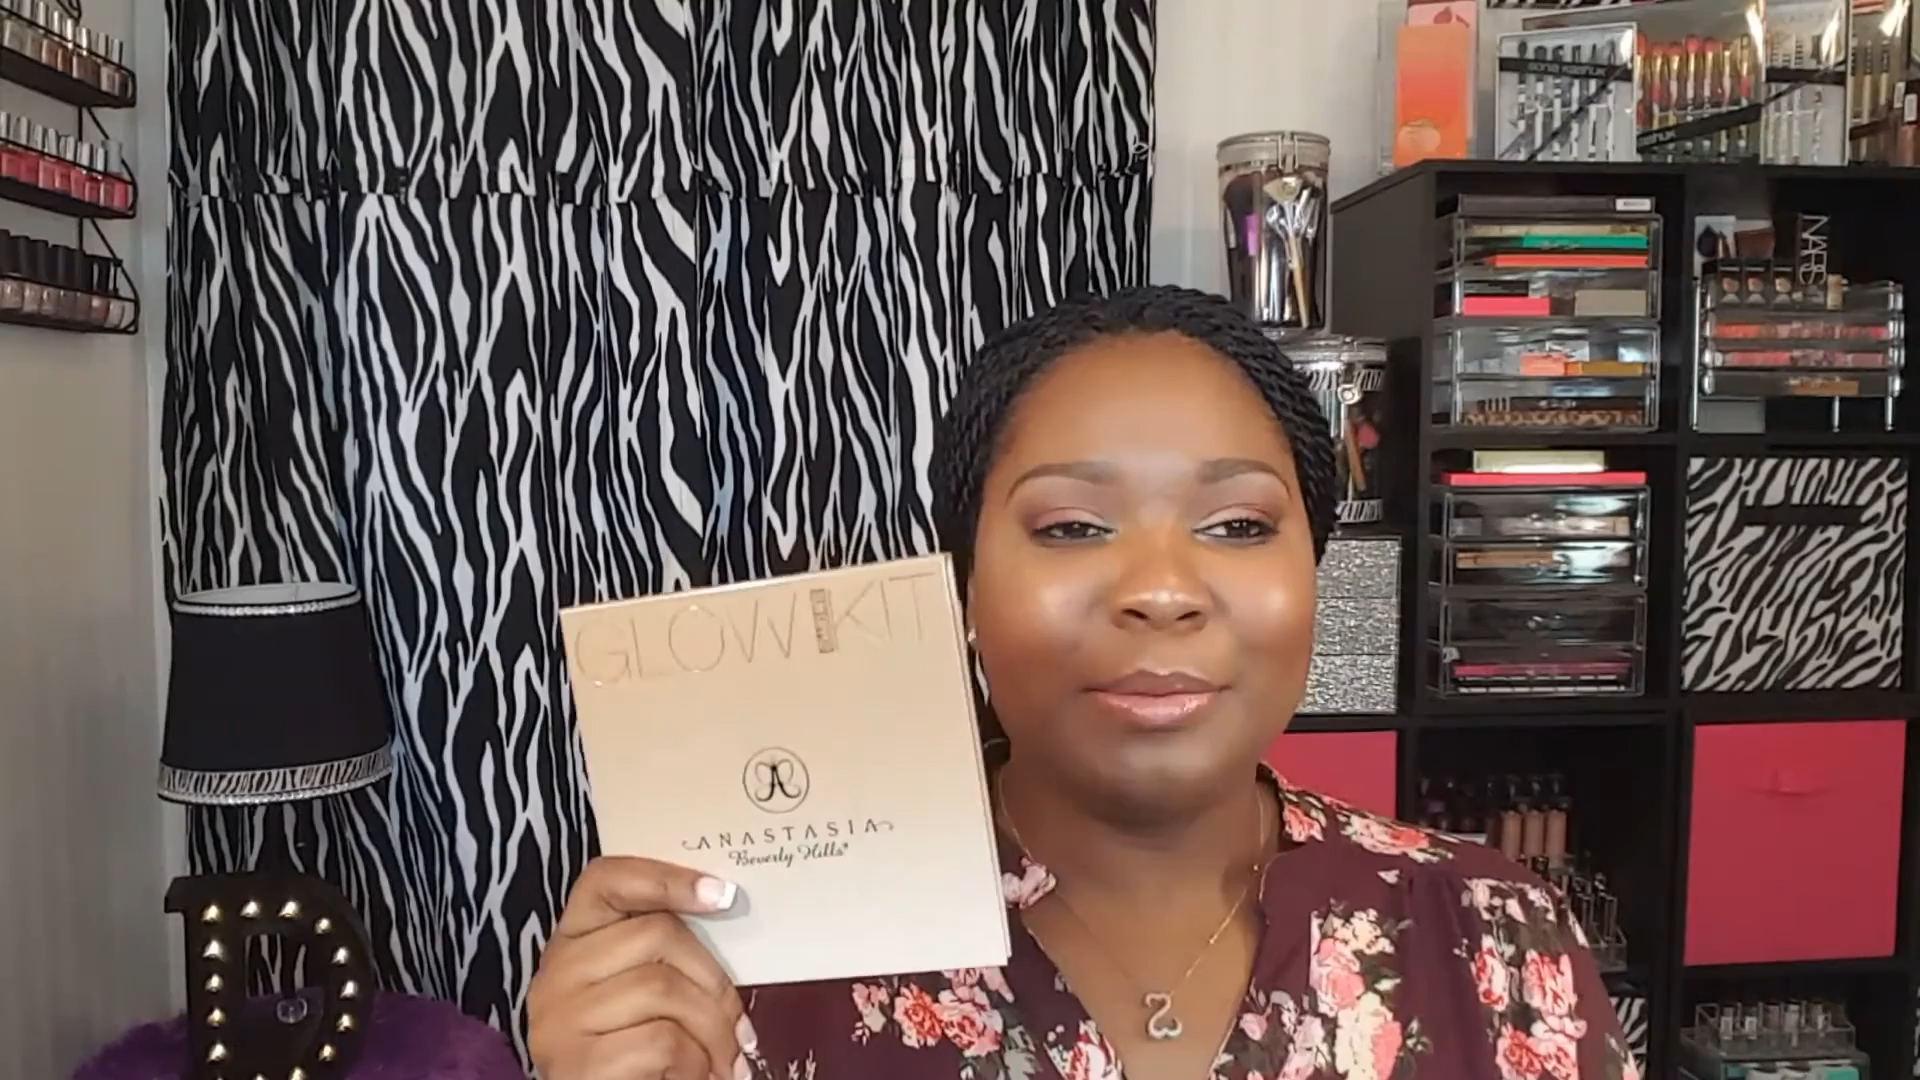 GLOW KIT
ANASTASIA
Beverly Hills®
NARS
D